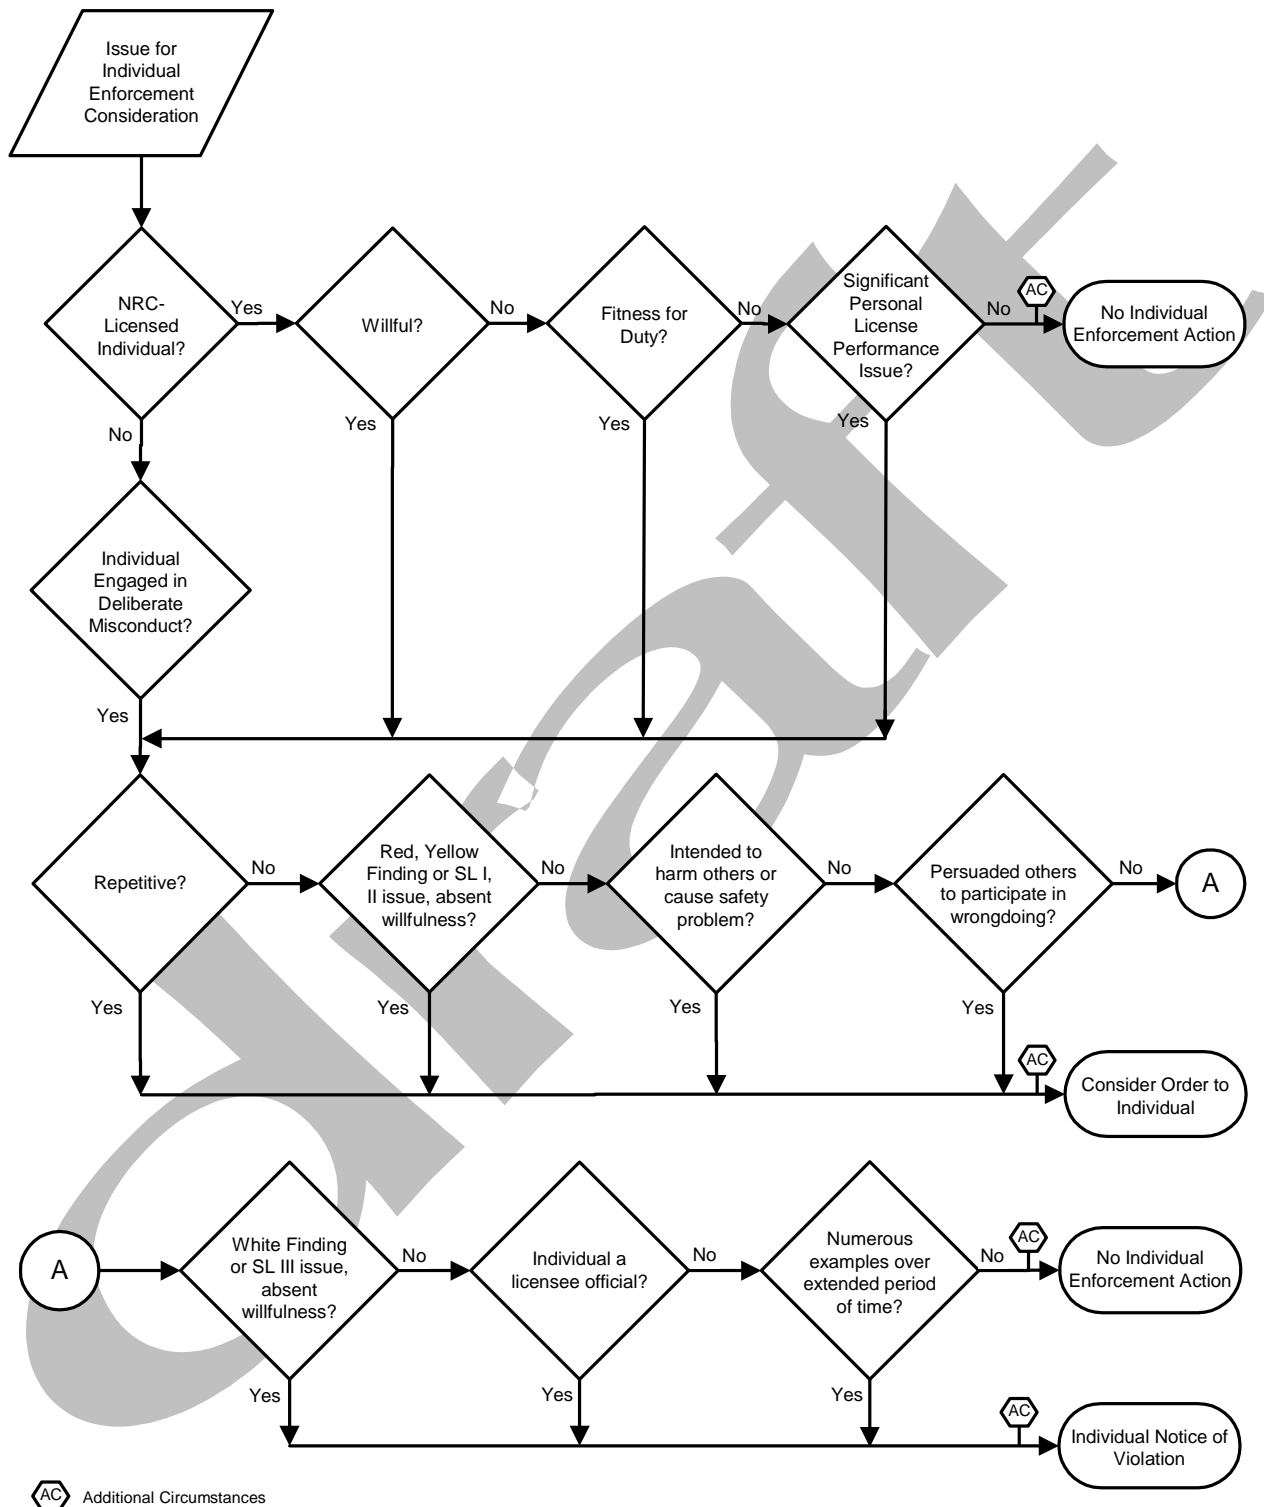 Issue for
Individual
Enforcement
Consideration
NRC-
Licensed
Individual?
Yes
No
Willful?
No
Yes
Fitness for
Duty?
No
Yes
Significant
Personal
License
Performance
Issue?
No
Yes
AC
No Individual
Enforcement Action
Individual
Engaged in
Deliberate
Misconduct?
Yes
Repetitive?
No
Yes
Red, Yellow
Finding or SL I,
II issue, absent
willfulness?
No
Yes
Intended to
harm others or
cause safety
problem?
No
Yes
Persuaded others
to participate in
wrongdoing?
No
Yes
A
AC
Consider Order to
Individual
A
White Finding
or SL III issue,
absent
willfulness?
No
Yes
Individual a
licensee official?
No
Yes
Numerous
examples over
extended period
of time?
No
Yes
AC
No Individual
Enforcement Action
AC
Individual Notice of
Violation
AC Additional Circumstances
draft